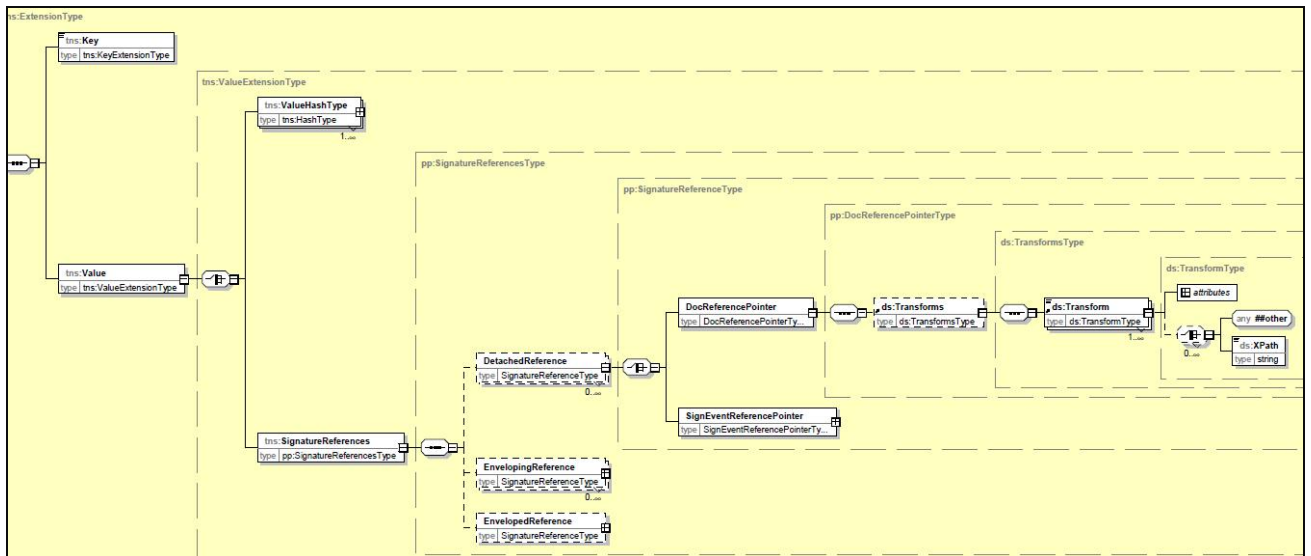 ns:ExtensionType
tns:Key
type tns:KeyExtensionType
tns:ValueExtensionType
tns:ValueHashType
type tns:HashType
1..∞
pp:SignatureReferencesType
pp:SignatureReferenceType
pp:DocReferencePointerType
ds:TransformsType
ds:TransformType
attributes
tns:Value
type tns:ValueExtensionType
DocReferencePointer
type DocReferencePointerTy...
ds:Transforms
type ds:TransformsType
ds:Transform
type ds:TransformType
1..∞
any ##other
ds:XPath
type string
0..∞
DetachedReference
type SignatureReferenceType
0..∞
SignEventReferencePointer
type SignEventReferencePointerTy...
tns:SignatureReferences
type pp:SignatureReferencesType
EnvelopingReference
type SignatureReferenceType
0..∞
EnvelopedReference
type SignatureReferenceType